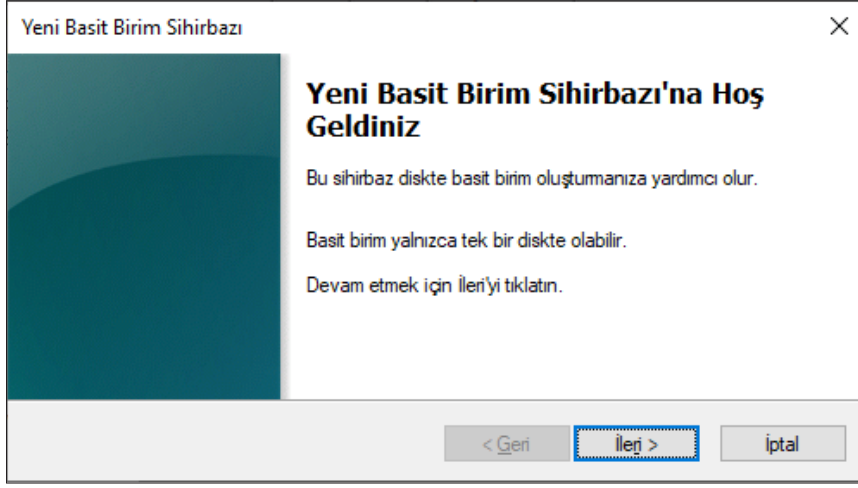 Yeni Basit Birim Sihirbazı
Yeni Basit Birim Sihirbazı'na Hoş
Geldiniz
Bu sihirbaz diskte basit birim oluşturmanıza yardımcı olur.
Basit birim yalnızca tek bir diskte olabilir.
Devam etmek için İleri'yi tıklatın.
< Geri İleri > İptal